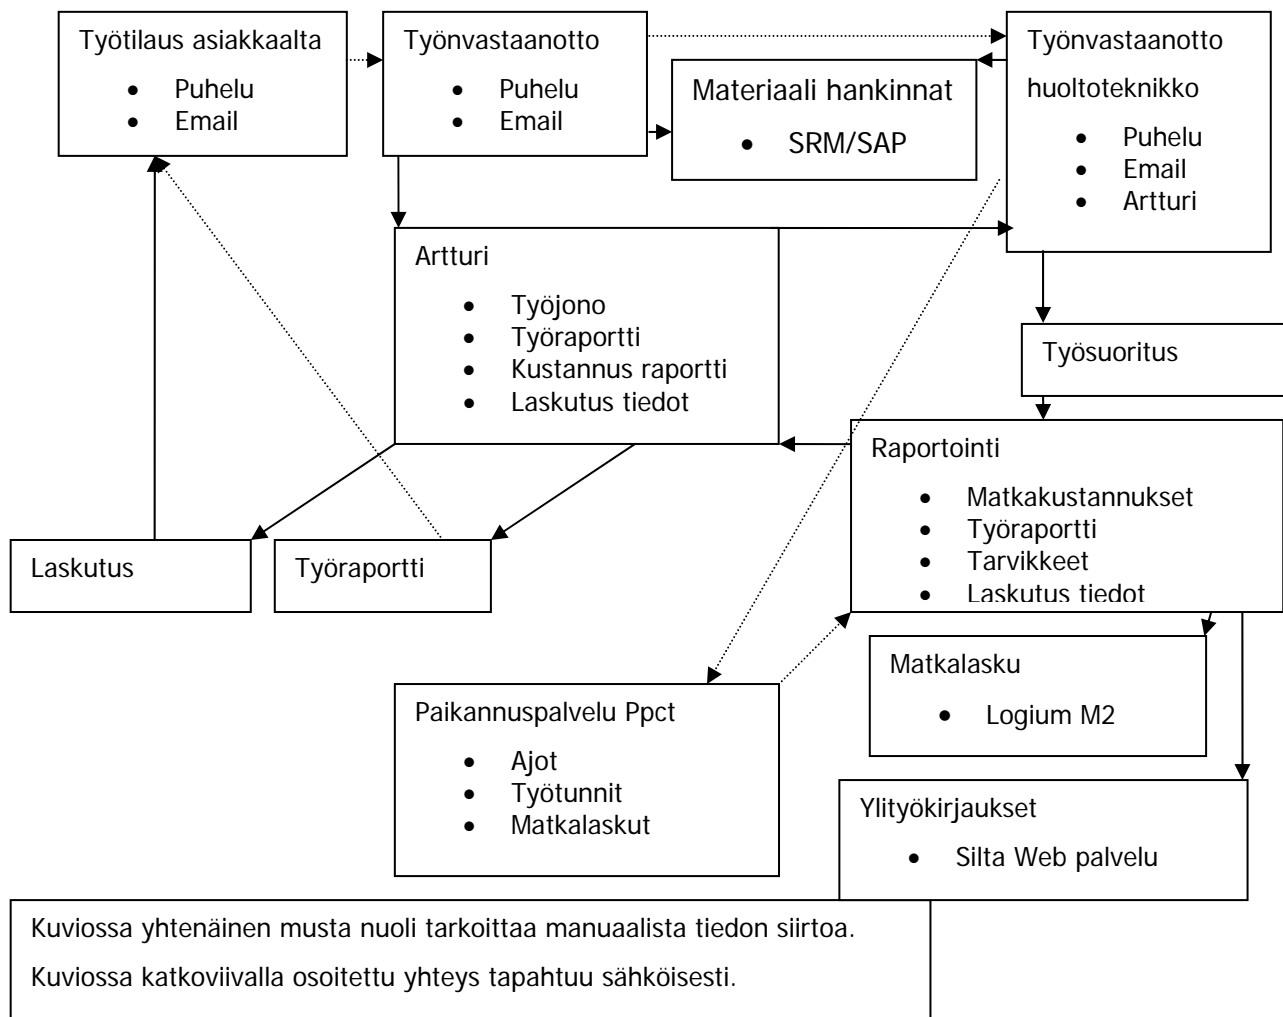 Työtilaus asiakkaalta
• Puhelu
• Email
Työnvastaanotto
• Puhelu
• Email
Materiaali hankinnat
• SRM/SAP
Työnvastaanotto
huoltoteknikko
• Puhelu
• Email
• Artturi
Artturi
• Työjono
• Työraportti
• Kustannus raportti
• Laskutus tiedot
Työsuoritus
Raportointi
• Matkakustannukset
• Työraportti
• Tarvikkeet
• Laskutus tiedot
Laskutus
Työraportti
Matkalasku
• Logium M2
Paikannuspalvelu Ppct
• Ajot
• Työtunnit
• Matkalaskut
Ylityökirjaukset
• Silta Web palvelu
Kuviossa yhtenäinen musta nuoli tarkoittaa manuaalista tiedon siirtoa.
Kuviossa katkoviivalla osoitettu yhteys tapahtuu sähköisesti.